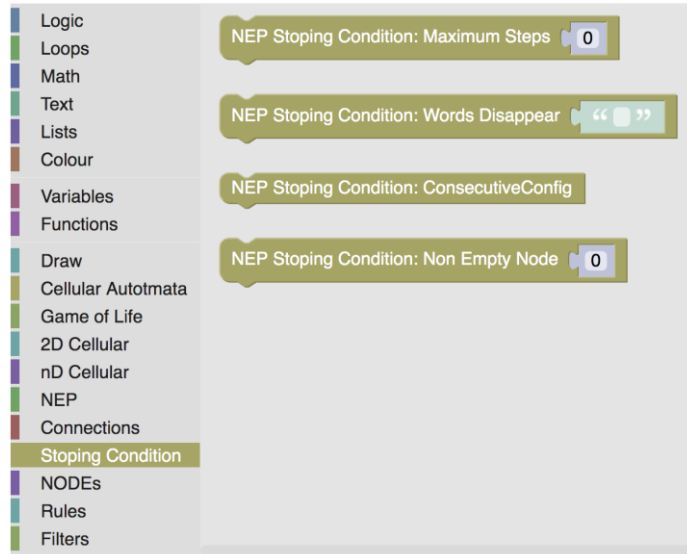 Logic
Loops
Math
Text
Lists
Colour
Variables
Functions
Draw
Cellular Autotmata
Game of Life
2D Cellular
nD Cellular
NEP
Connections
Stoping Condition
NODEs
Rules
Filters
NEP Stoping Condition: Maximum Steps 0
NEP Stoping Condition: Words Disappear “ ”
NEP Stoping Condition: ConsecutiveConfig
NEP Stoping Condition: Non Empty Node 0